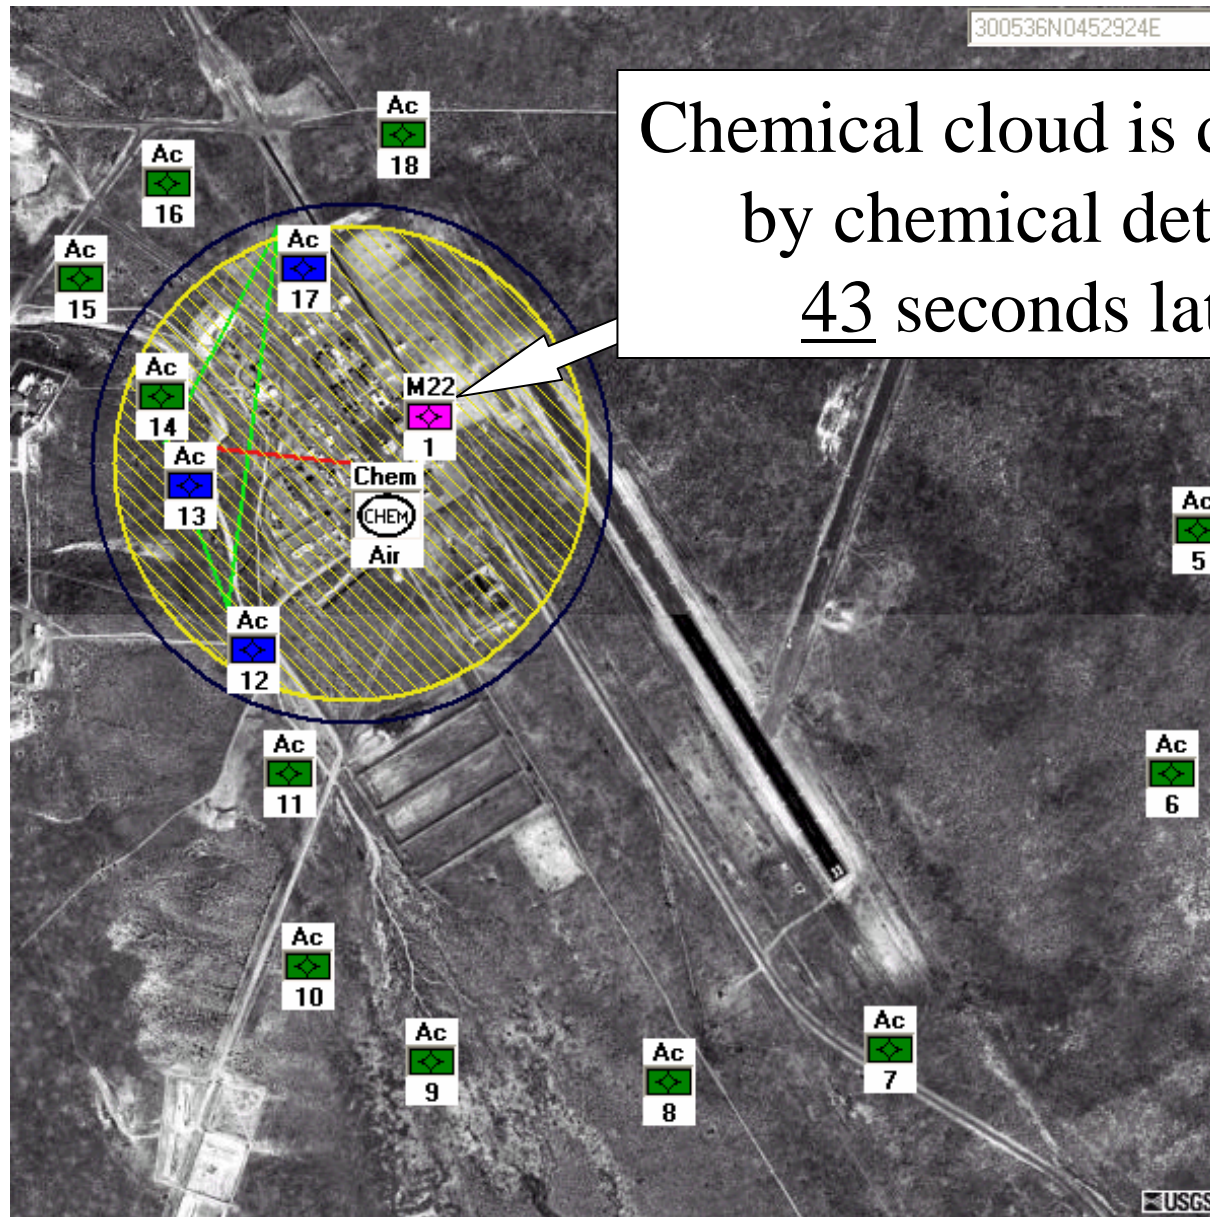 300536N0452924E
Chemical cloud is
by chemical det
43 seconds lat
Ac
18
Ac
16
Ac
17
Ac
15
Ac
14
M22
1
Ac
13
Chem
CHEM
Air
Ac
5
Ac
12
Ac
11
Ac
6
Ac
10
Ac
9
Ac
8
Ac
7
USGS